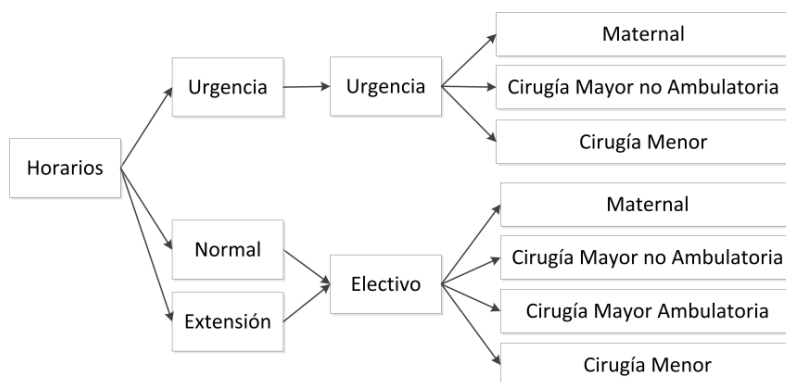 Horarios
Urgencia
Urgencia
Maternal
Cirugía Mayor no Ambulatoria
Cirugía Menor
Normal
Extensión
Electivo
Maternal
Cirugía Mayor no Ambulatoria
Cirugía Mayor Ambulatoria
Cirugía Menor